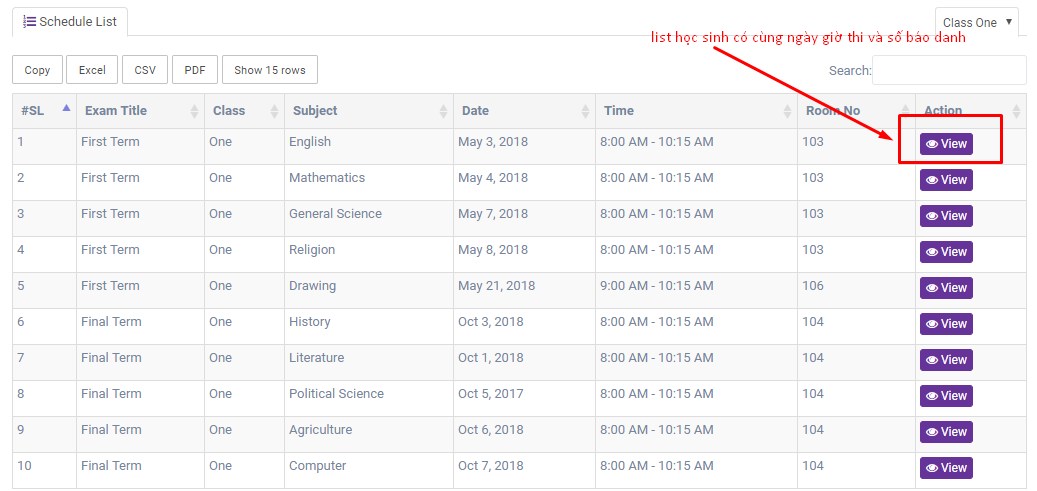 Schedule List
Class One
list học sinh có cùng ngày giờ thi và số báo danh
Copy Excel CSV PDF Show 15 rows Search:
#SL Exam Title Class Subject Date Time Room No Action
1 First Term One English May 3, 2018 8:00 AM - 10:15 AM 103 View
2 First Term One Mathematics May 4, 2018 8:00 AM - 10:15 AM 103 View
3 First Term One General Science May 7, 2018 8:00 AM - 10:15 AM 103 View
4 First Term One Religion May 8, 2018 8:00 AM - 10:15 AM 103 View
5 First Term One Drawing May 21, 2018 9:00 AM - 10:15 AM 106 View
6 Final Term One History Oct 3, 2018 8:00 AM - 10:15 AM 104 View
7 Final Term One Literature Oct 1, 2018 8:00 AM - 10:15 AM 104 View
8 Final Term One Political Science Oct 5, 2017 8:00 AM - 10:15 AM 104 View
9 Final Term One Agriculture Oct 6, 2018 8:00 AM - 10:15 AM 104 View
10 Final Term One Computer Oct 7, 2018 8:00 AM - 10:15 AM 104 View